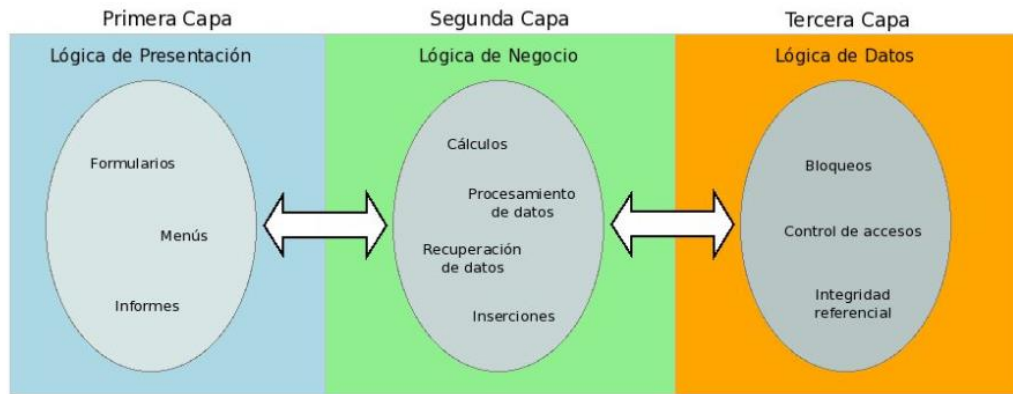 Primera Capa
Segunda Capa
Tercera Capa
Lógica de Presentación
Lógica de Negocio
Lógica de Datos
Formularios
Menús
Informes
Cálculos
Procesamiento
de datos
Recuperación
de datos
Inserciones
Bloqueos
Control de accesos
Integridad
referencial